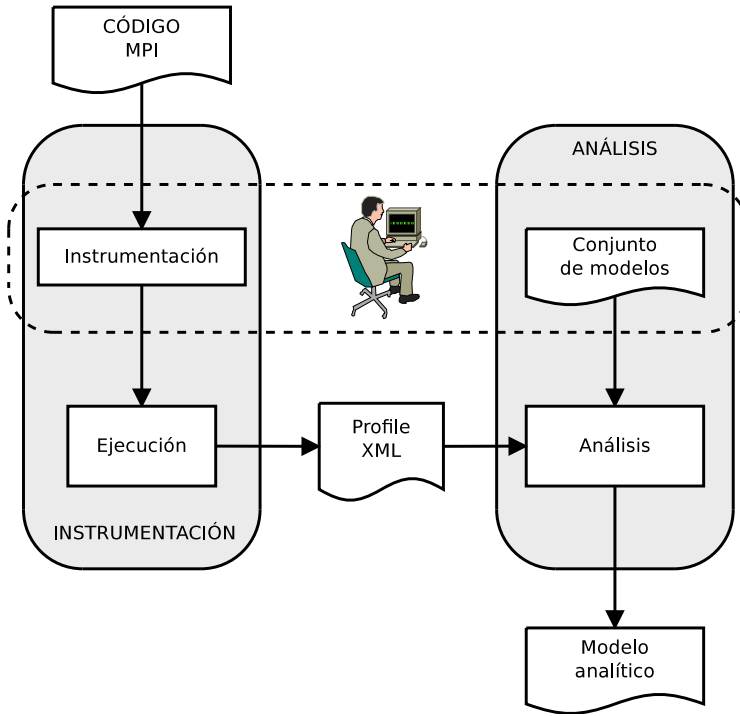 CÓDIGO
MPI
ANÁLISIS
Instrumentación
Conjunto
de modelos
Ejecución
Profile
XML
Análisis
INSTRUMENTACIÓN
Modelo
analítico